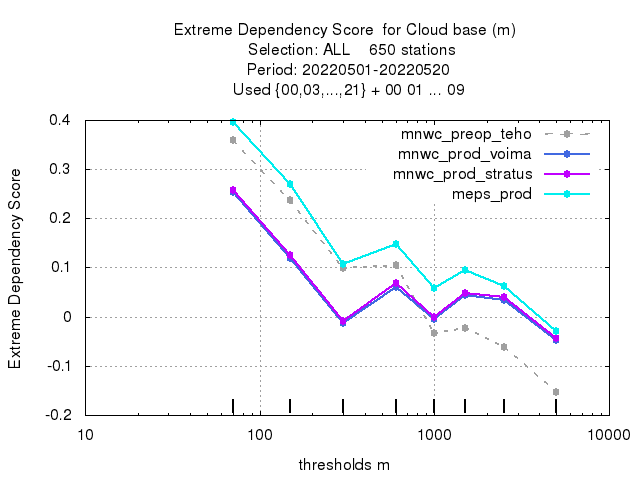 Extreme Dependency Score  for Cloud base (m)
Selection: ALL    650 stations
Period: 20220501-20220520
Used {00,03,...,21} + 00 01 ... 09
mnwc_preop_teho
mnwc_prod_voima
mnwc_prod_stratus
meps_prod
Extreme Dependency Score
0.4
0.3
0.2
0.1
0
-0.1
-0.2
10
100
1000
10000
thresholds m